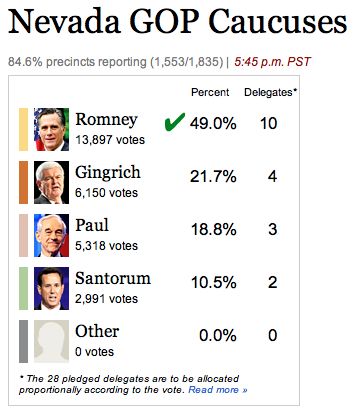 Nevada GOP Caucuses
84.6% precincts reporting (1,553/1,835) | 5:45 p.m. PST
Percent Delegates*
Romney
13,897 votes
✔ 49.0% 10
Gingrich
6,150 votes
21.7% 4
Paul
5,318 votes
18.8% 3
Santorum
2,991 votes
10.5% 2
Other
0 votes
0.0% 0
* The 28 pledged delegates are to be allocated
proportionally according to the vote. Read more »